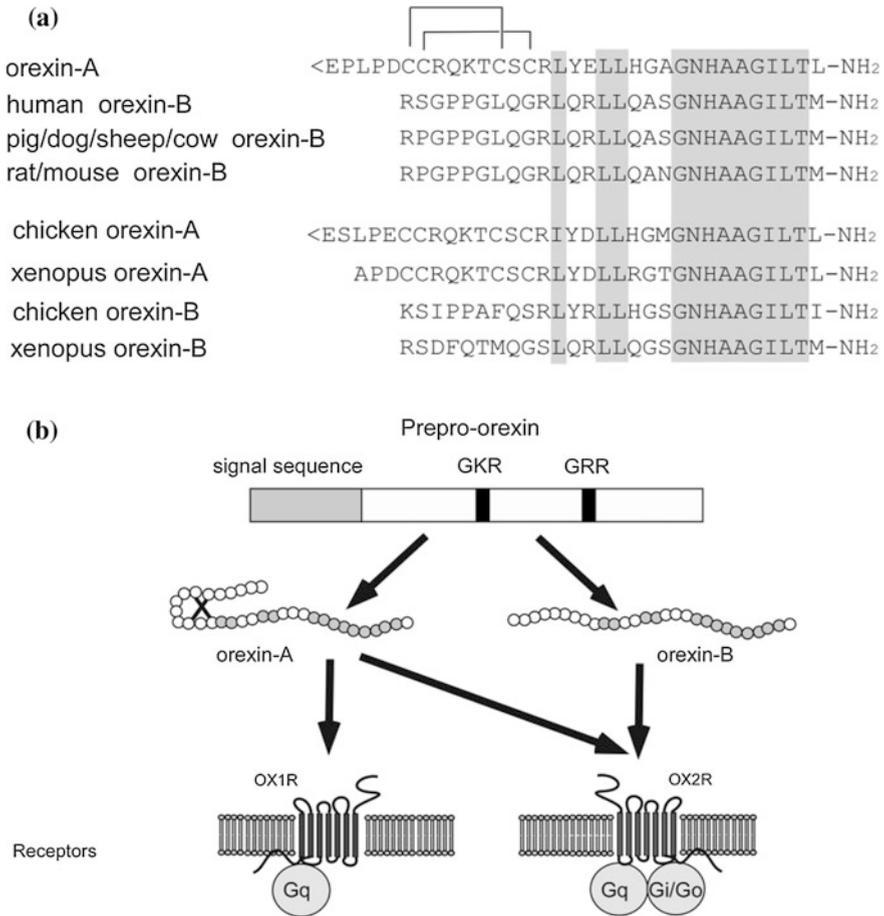 (a)
orexin-A <EPLPDCCRQKTCSCRLYELLHGAGNHAAGILTL-NH2
human orexin-B RSGPPGLQGRLQRLLQASGNHAAGILTM-NH2
pig/dog/sheep/cow orexin-B RPGPPGLQGRLQRLLQASGNHAAGILTM-NH2
rat/mouse orexin-B RPGPPGLQGRLQRLLQANGNHAAGILTM-NH2
chicken orexin-A <ESLPECCRQKTCSCRIYDLLHGMGNHAAGILTL-NH2
xenopus orexin-A APDCCRQKTCSCRLYDLLRGTGNHAAGILTL-NH2
chicken orexin-B KSIPPAFQSRLYRLLHGSGNHAAGILTI-NH2
xenopus orexin-B RSDFQTMQGSLQRLLQGSGNHAAGILTM-NH2
(b)
Prepro-orexin
signal sequence GKR GRR
X
orexin-A orexin-B
OX1R OX2R
Receptors
Gq Gq Gi/Go